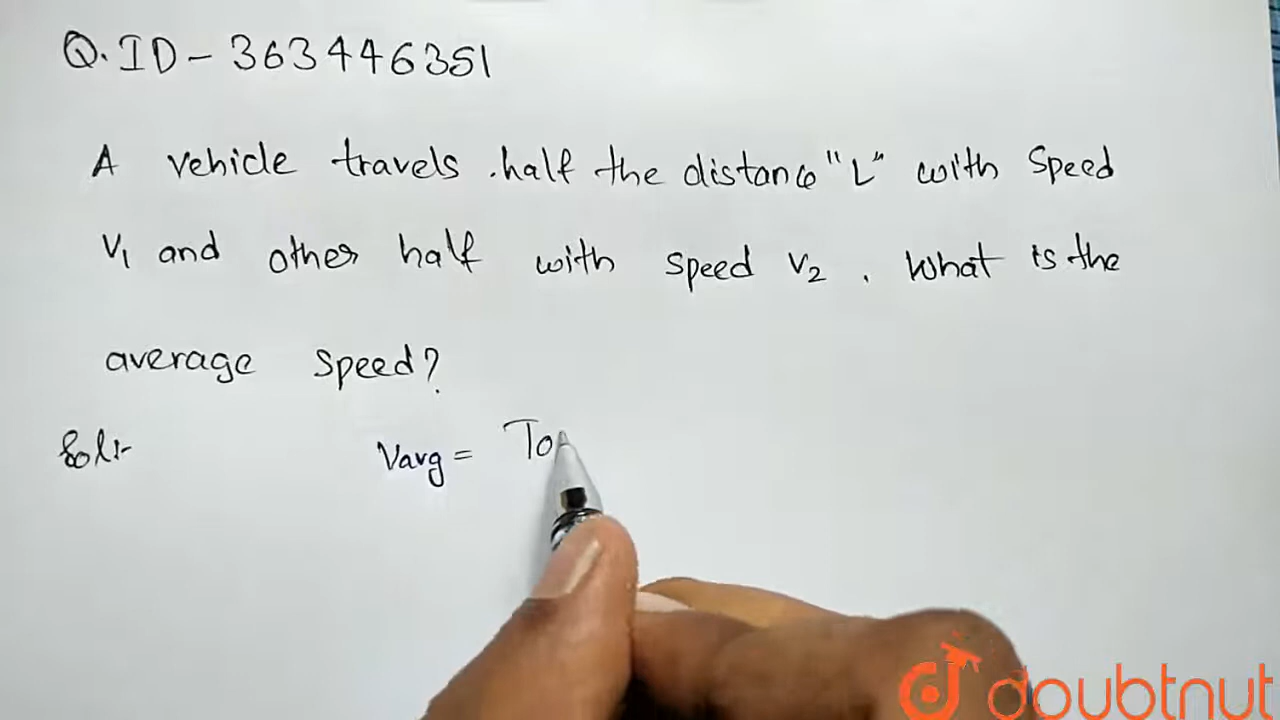 Q. ID - 363446351
A vehicle travels .half the distance "L" with Speed
V1 and other half with speed V2 . What is the
average speed?
Sol:-
Vavg = To
doubtnut